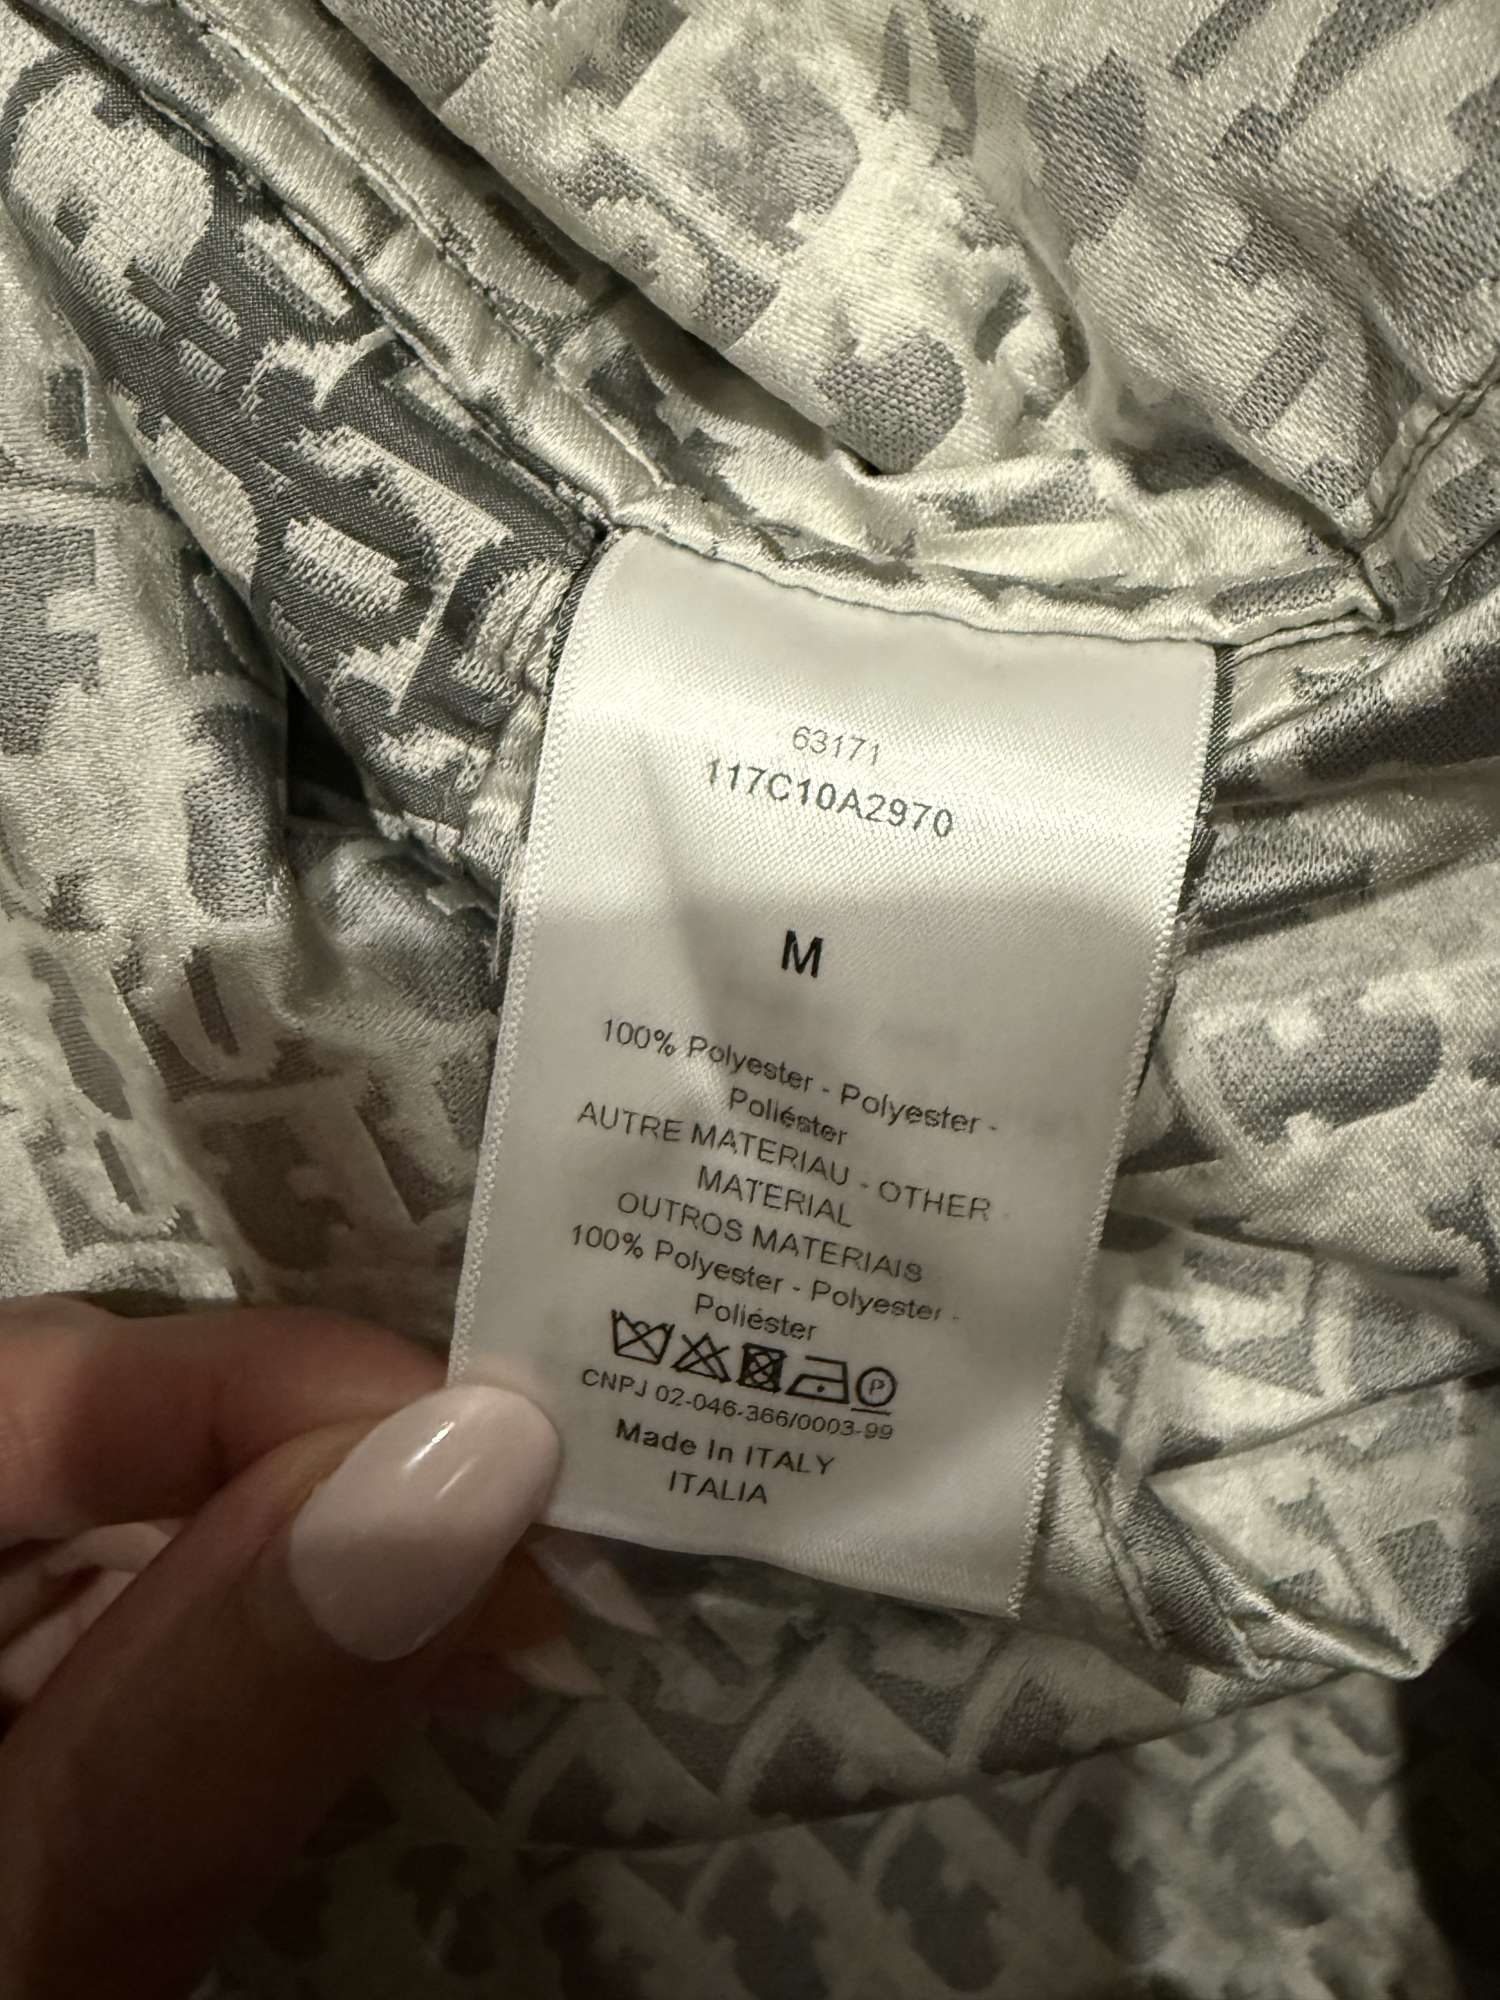 63171
117C10A2970
M
100% Polyester - Polyester -
Poliéster
AUTRE MATERIAU - OTHER
MATERIAL
OUTROS MATERIAIS
100% Polyester - Polyester -
Poliéster
P
CNPJ 02-046-366/0003-99
Made In ITALY
ITALIA